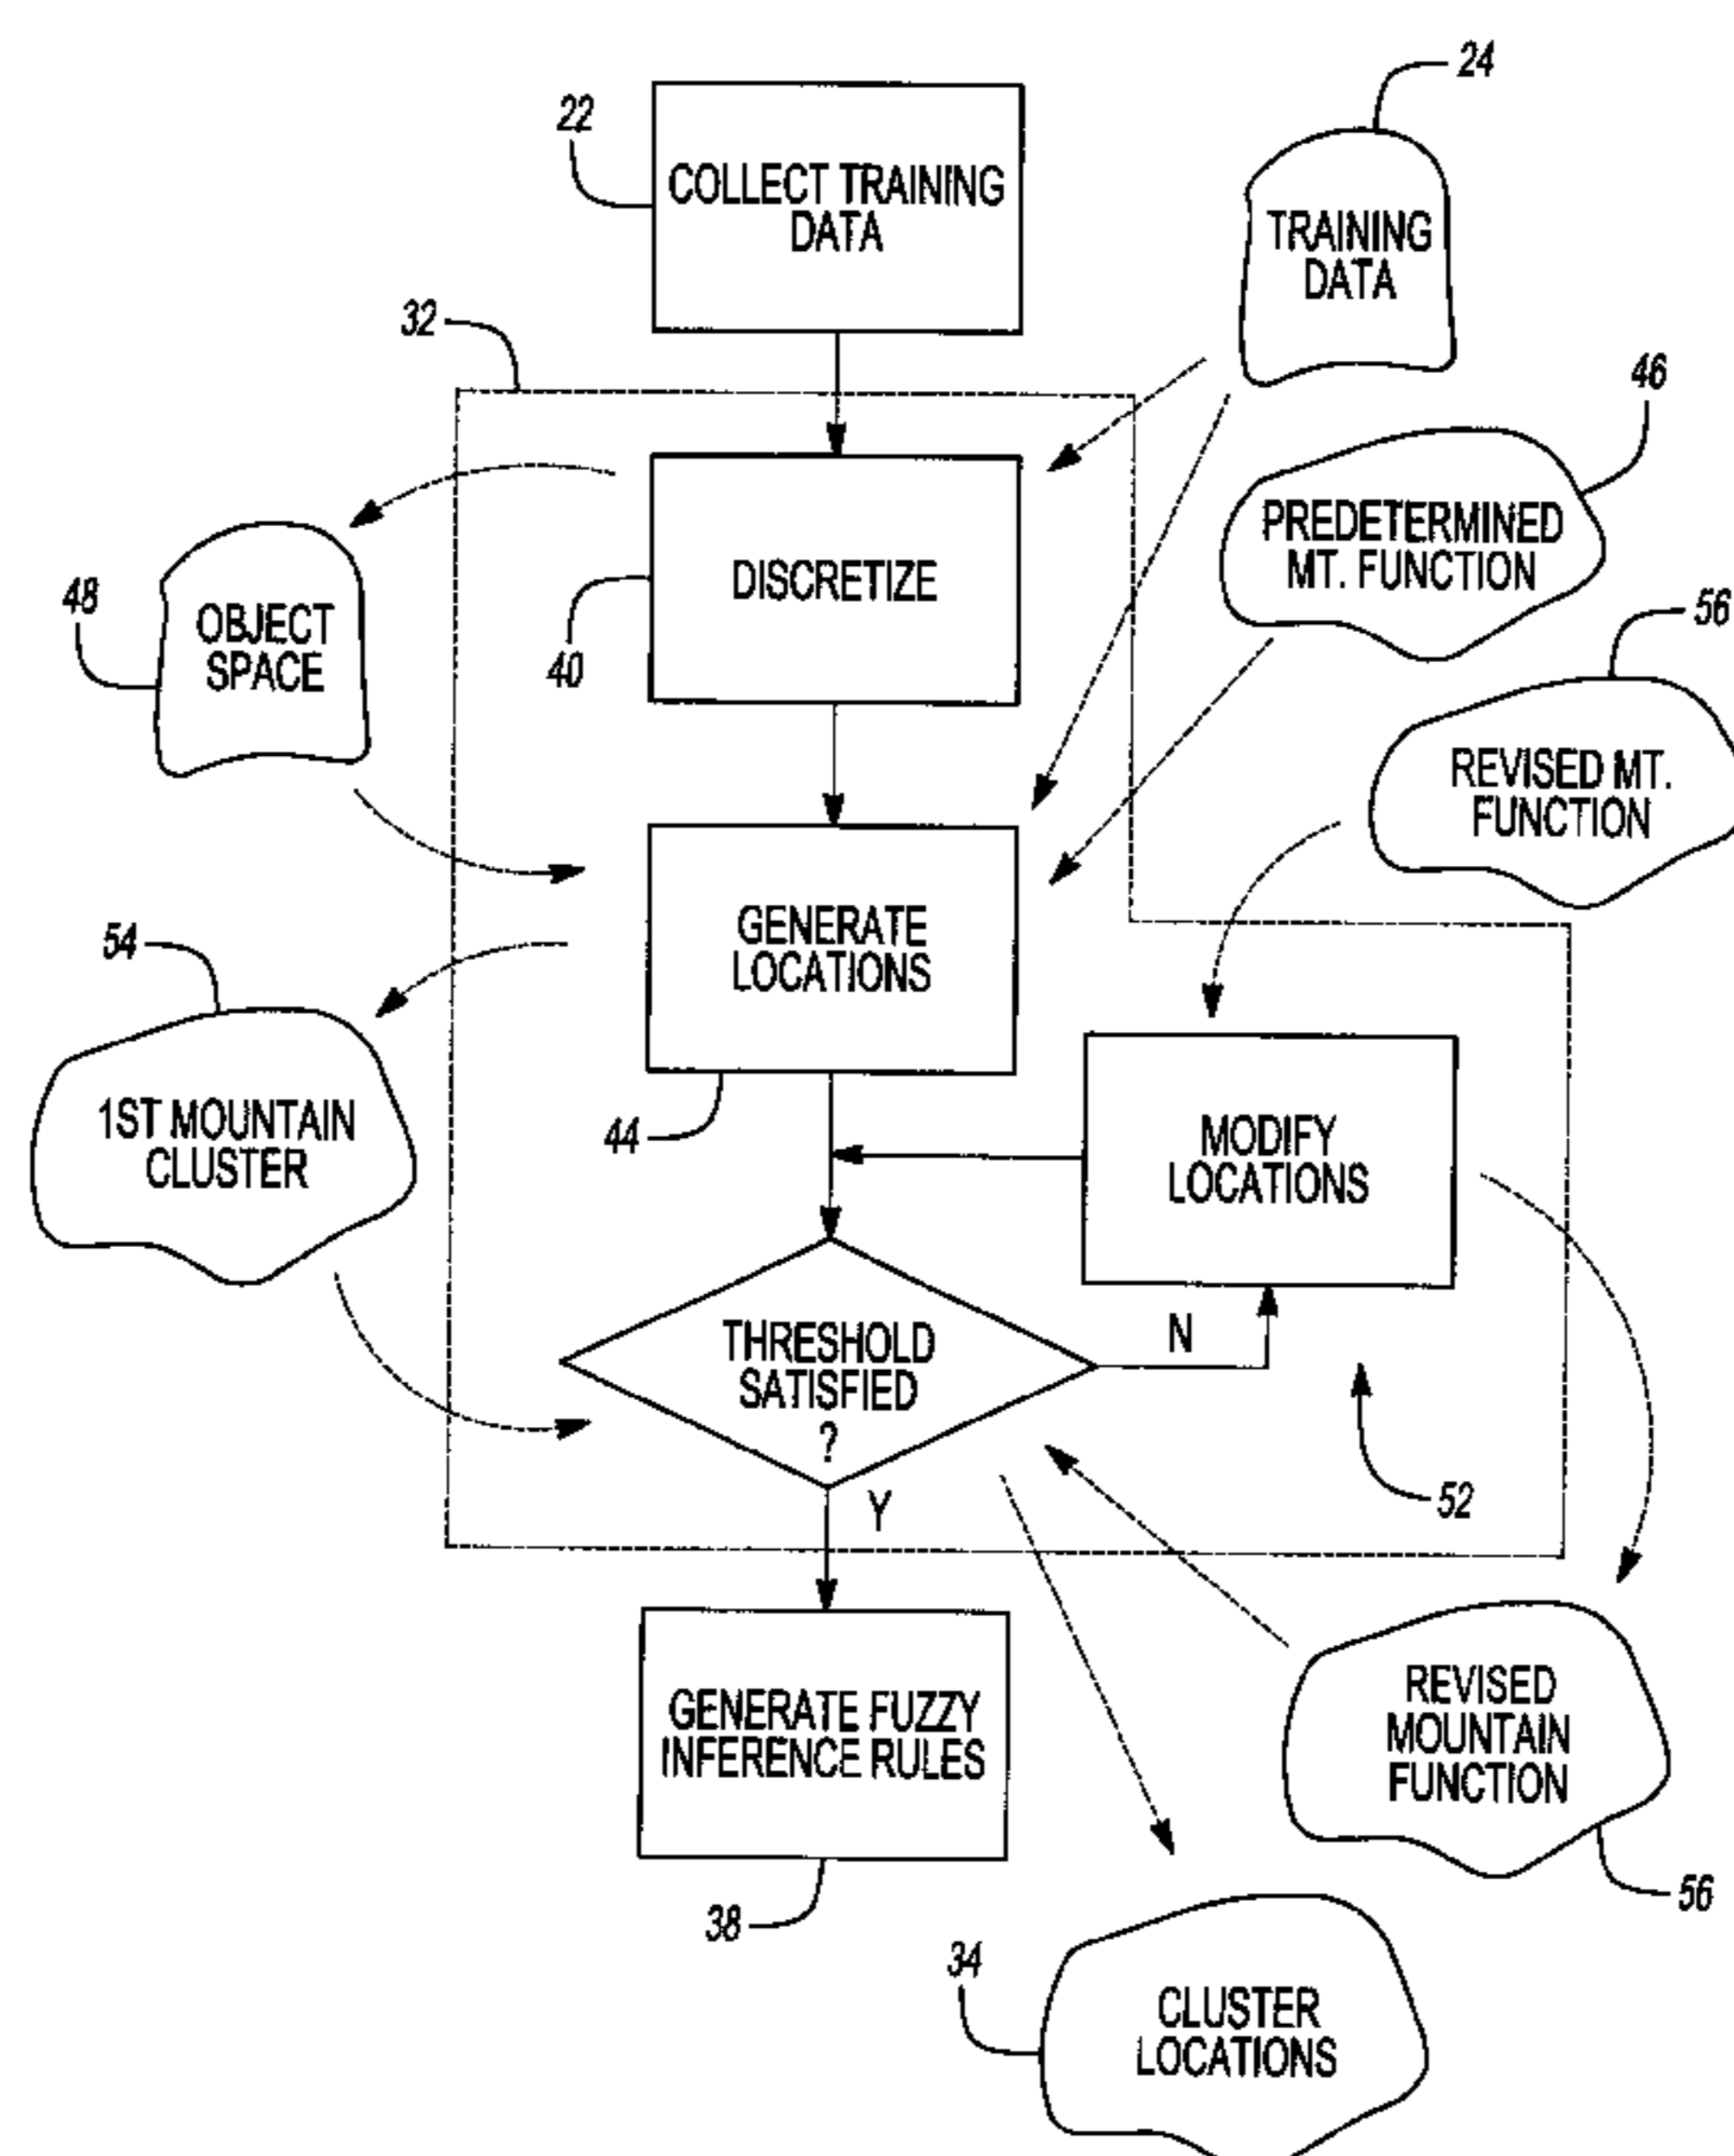 24
22
COLLECT TRAINING
DATA
TRAINING
DATA
32
46
PREDETERMINED
MT. FUNCTION
DISCRETIZE
40
48
OBJECT
SPACE
56
REVISED MT.
FUNCTION
GENERATE
LOCATIONS
44
54
1ST MOUNTAIN
CLUSTER
MODIFY
LOCATIONS
THRESHOLD
SATISFIED
?
N
Y
52
GENERATE FUZZY
INFERENCE RULES
38
REVISED
MOUNTAIN
FUNCTION
56
34
CLUSTER
LOCATIONS